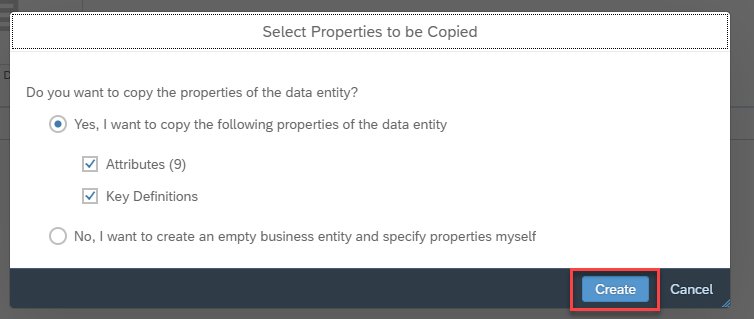 Select Properties to be Copied
D
Do you want to copy the properties of the data entity?
Yes, I want to copy the following properties of the data entity
Attributes (9)
Key Definitions
No, I want to create an empty business entity and specify properties myself
Create Cancel